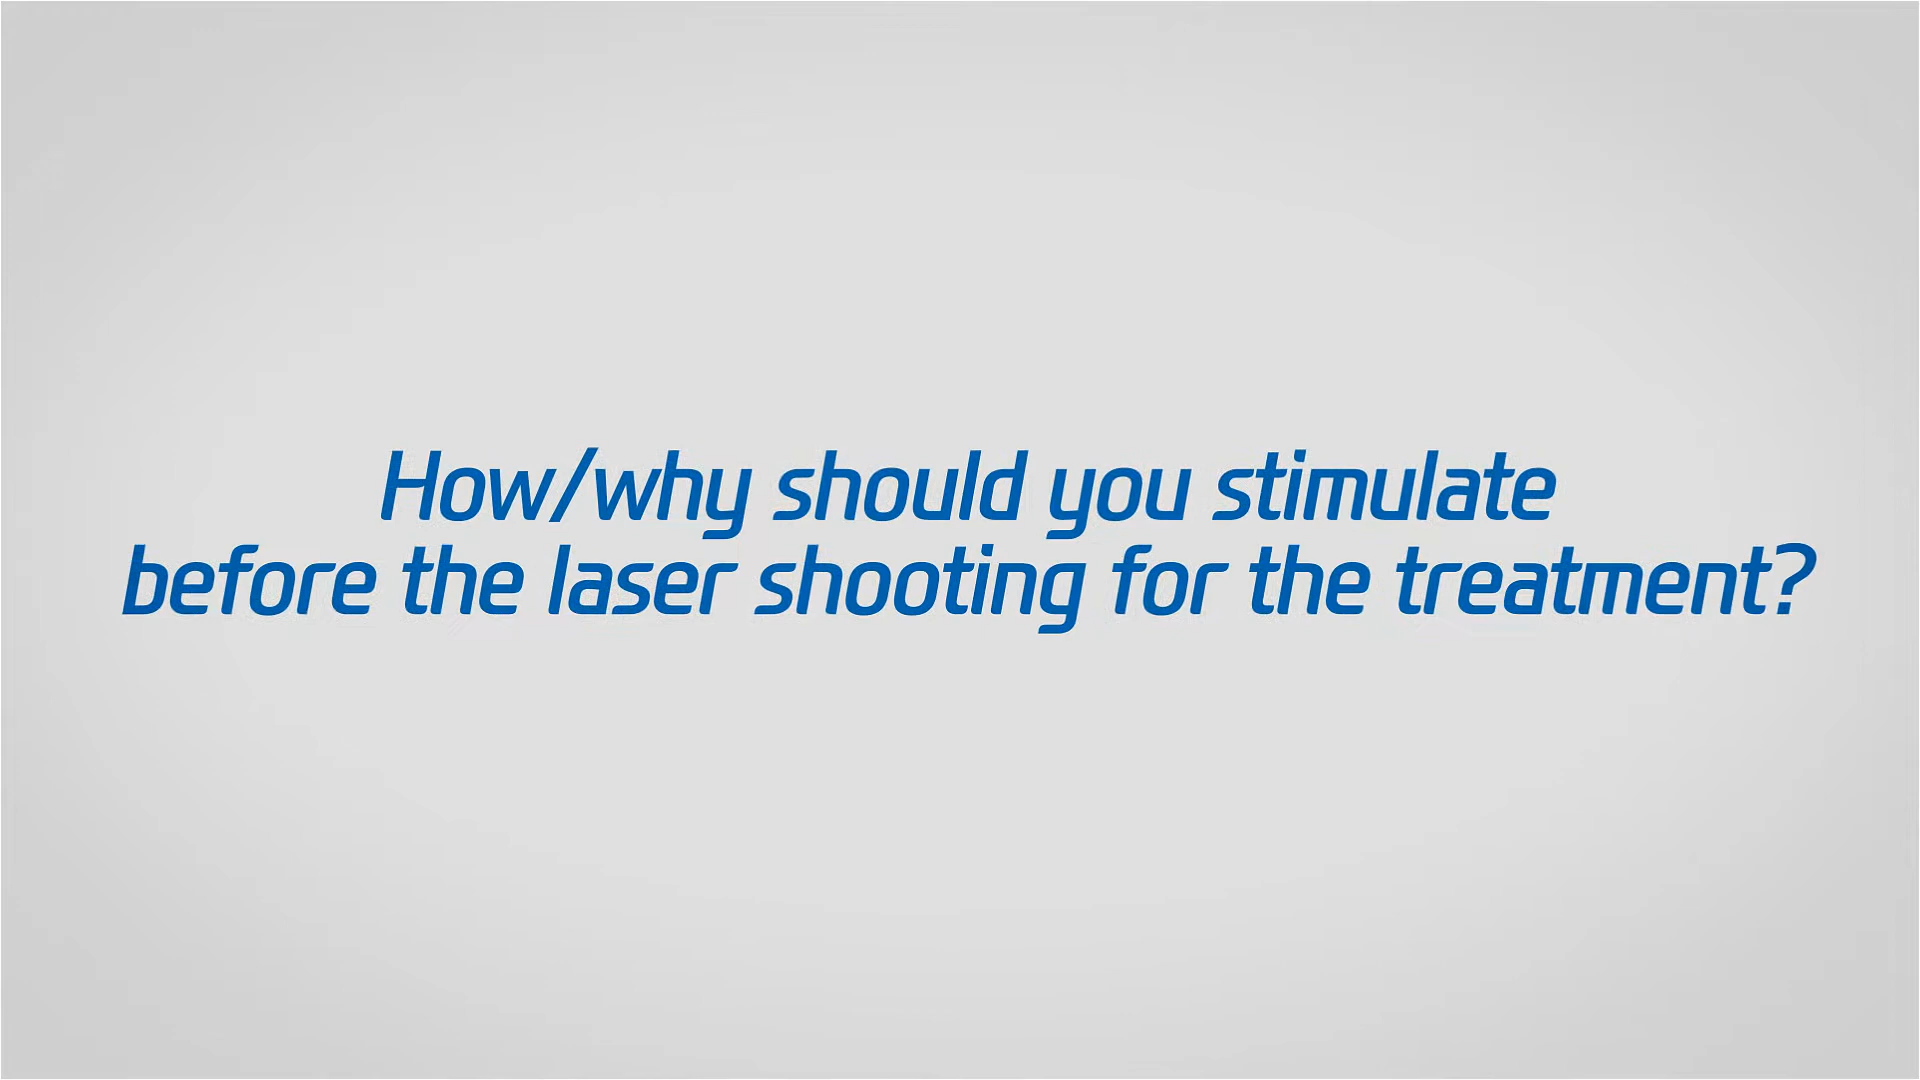 How/why should you stimulate
before the laser shooting for the treatment?